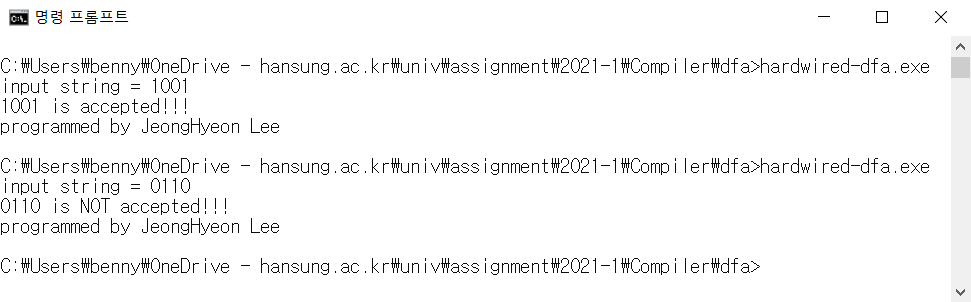 명령 프롬프트
C:₩Users₩benny₩OneDrive - hansung.ac.kr₩univ₩assignment₩2021-1₩Compiler₩dfa>hardwired-dfa.exe
input string = 1001
1001 is accepted!!!
programmed by JeongHyeon Lee
C:₩Users₩benny₩OneDrive - hansung.ac.kr₩univ₩assignment₩2021-1₩Compiler₩dfa>hardwired-dfa.exe
input string = 0110
0110 is NOT accepted!!!
programmed by JeongHyeon Lee
C:₩Users₩benny₩OneDrive - hansung.ac.kr₩univ₩assignment₩2021-1₩Compiler₩dfa>